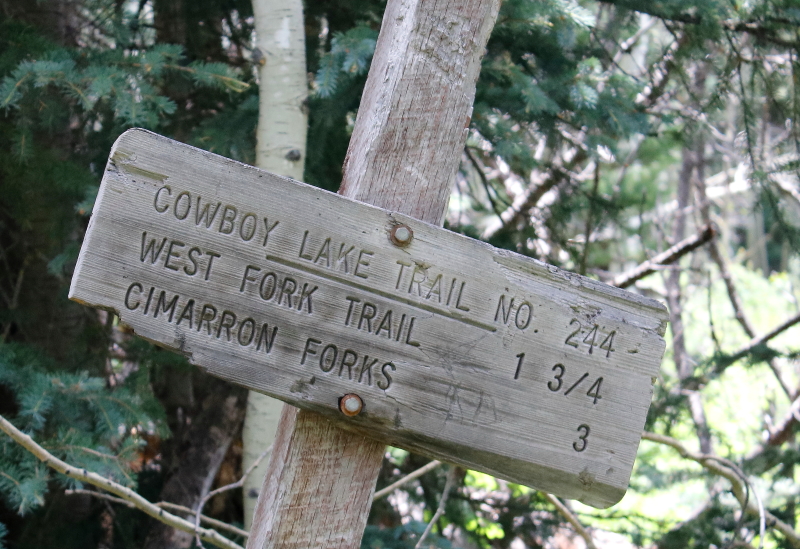 COWBOY LAKE TRAIL NO. 244
WEST FORK TRAIL 1 3/4
CIMARRON FORKS 3